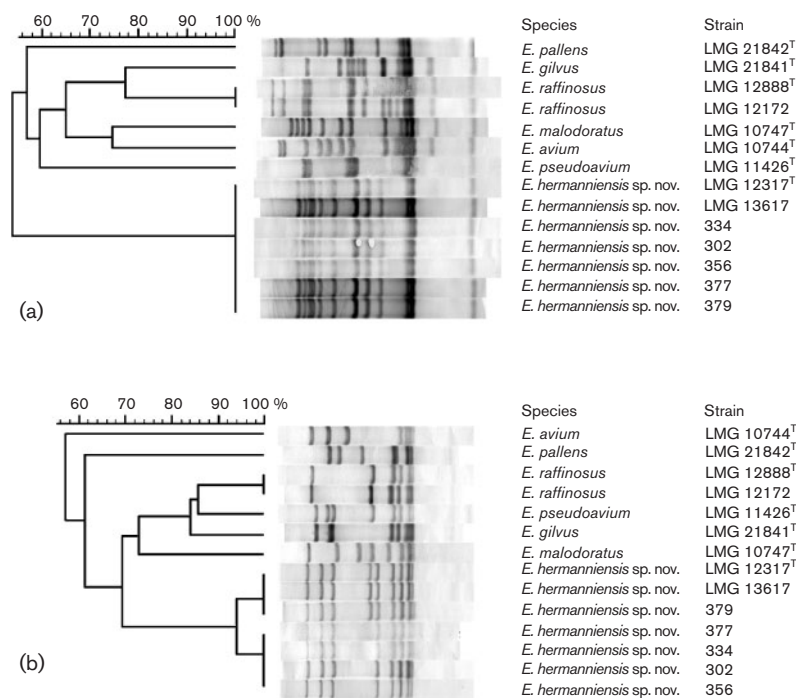 60 70 80 90 100 %
Species Strain
E. pallens LMG 21842ᵀ
E. gilvus LMG 21841ᵀ
E. raffinosus LMG 12888ᵀ
E. raffinosus LMG 12172
E. malodoratus LMG 10747ᵀ
E. avium LMG 10744ᵀ
E. pseudoavium LMG 11426ᵀ
E. hermanniensis sp. nov. LMG 12317ᵀ
E. hermanniensis sp. nov. LMG 13617
E. hermanniensis sp. nov. 334
E. hermanniensis sp. nov. 302
E. hermanniensis sp. nov. 356
E. hermanniensis sp. nov. 377
E. hermanniensis sp. nov. 379
(a)
60 70 80 90 100 %
Species Strain
E. avium LMG 10744ᵀ
E. pallens LMG 21842ᵀ
E. raffinosus LMG 12888ᵀ
E. raffinosus LMG 12172
E. pseudoavium LMG 11426ᵀ
E. gilvus LMG 21841ᵀ
E. malodoratus LMG 10747ᵀ
E. hermanniensis sp. nov. LMG 12317ᵀ
E. hermanniensis sp. nov. LMG 13617
E. hermanniensis sp. nov. 379
E. hermanniensis sp. nov. 377
E. hermanniensis sp. nov. 334
E. hermanniensis sp. nov. 302
E. hermanniensis sp. nov. 356
(b)